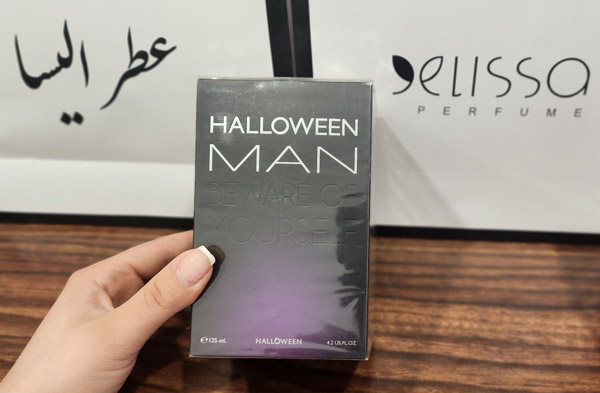 عطر اليسا
elissa
PERFUME
HALLOWEEN
MAN
BEWARE OF
YOURSELF
e 125 ml.
HALLOWEEN
4.2 US.FL.OZ.